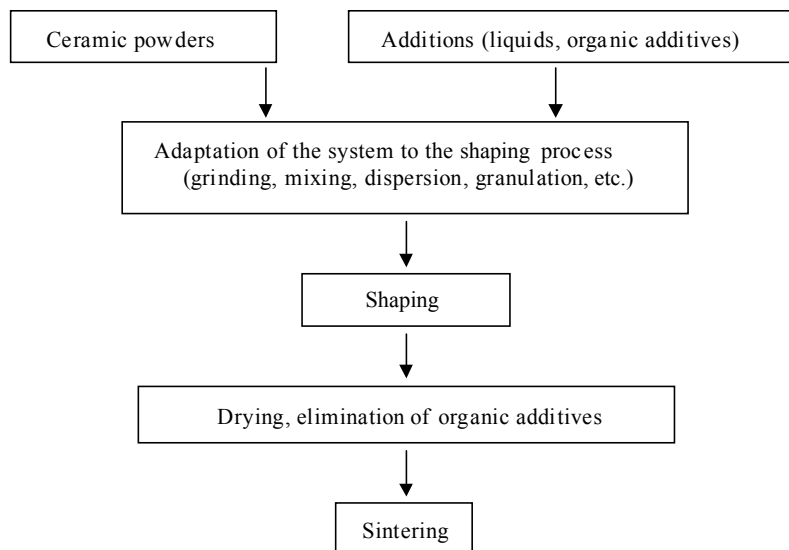 Ceramic powders
Additions (liquids, organic additives)
Adaptation of the system to the shaping process
(grinding, mixing, dispersion, granulation, etc.)
Shaping
Drying, elimination of organic additives
Sintering